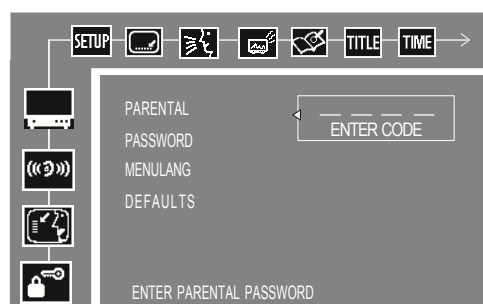 SETUP TITLE TIME
PARENTAL
PASSWORD
MENULANG
DEFAULTS
_ _ _ _
ENTER CODE
ENTER PARENTAL PASSWORD